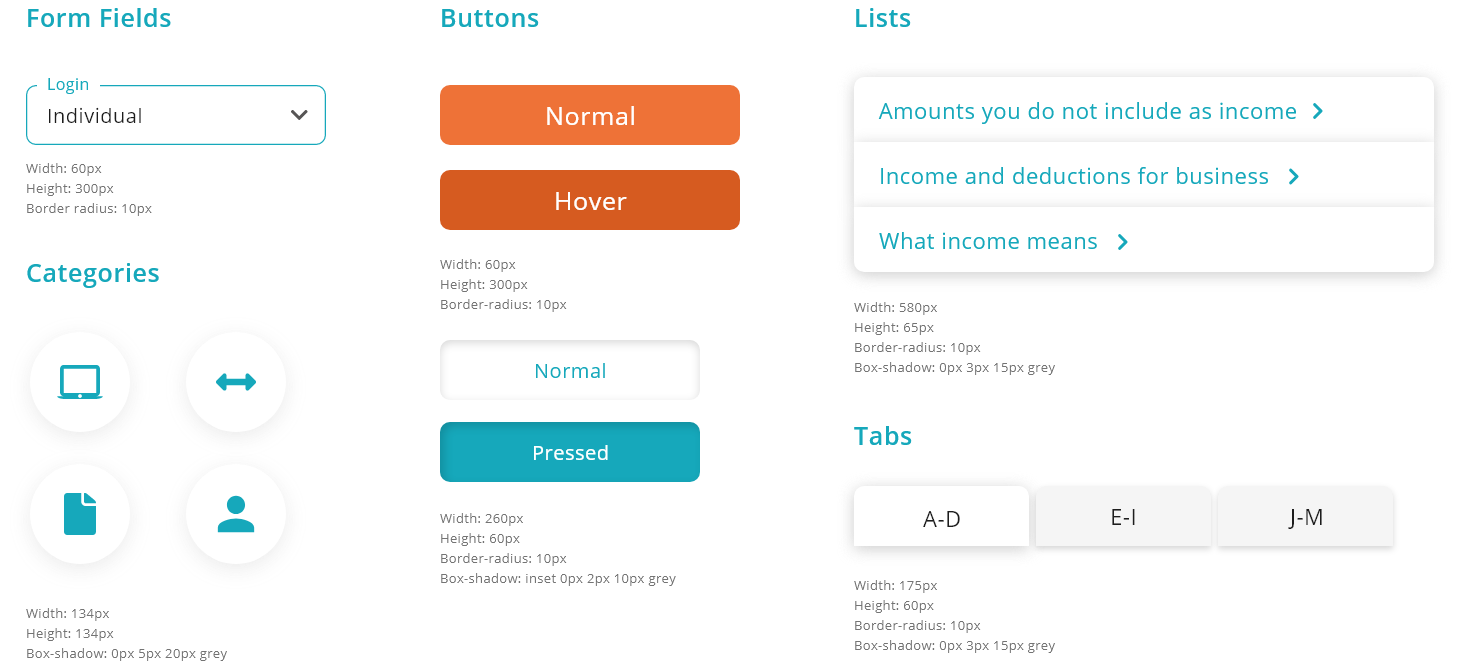 Form Fields
Login
Individual
Width: 60px
Height: 300px
Border radius: 10px
Categories
Width: 134px
Height: 134px
Box-shadow: 0px 5px 20px grey
Buttons
Normal
Hover
Width: 60px
Height: 300px
Border-radius: 10px
Normal
Pressed
Width: 260px
Height: 60px
Border-radius: 10px
Box-shadow: inset 0px 2px 10px grey
Lists
Amounts you do not include as income
Income and deductions for business
What income means
Width: 580px
Height: 65px
Border-radius: 10px
Box-shadow: 0px 3px 15px grey
Tabs
A-D
E-I
J-M
Width: 175px
Height: 60px
Border-radius: 10px
Box-shadow: 0px 3px 15px grey